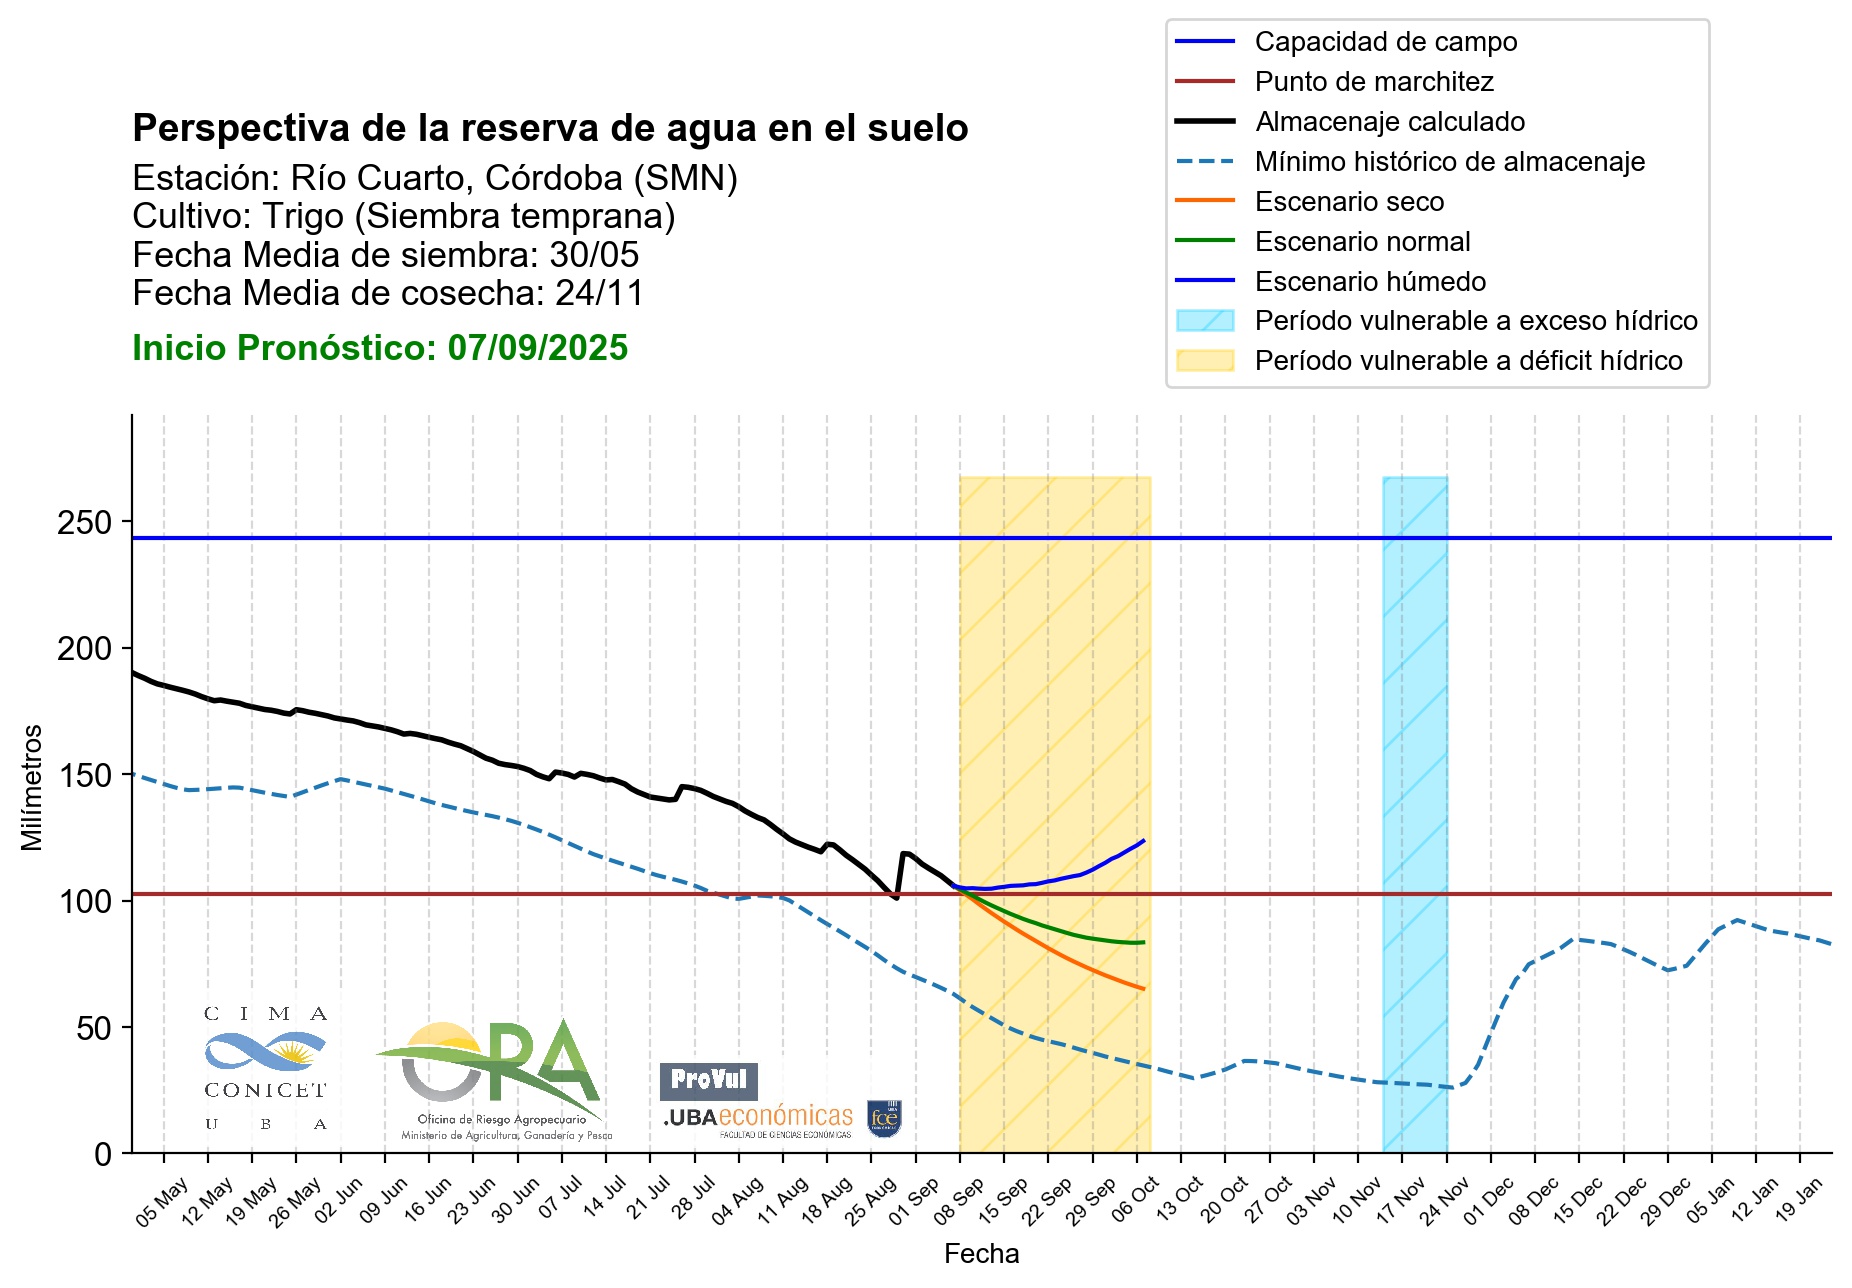 Capacidad de campo
Punto de marchitez
Almacenaje calculado
Mínimo histórico de almacenaje
Escenario seco
Escenario normal
Escenario húmedo
Período vulnerable a exceso hídrico
Período vulnerable a déficit hídrico
Perspectiva de la reserva de agua en el suelo
Estación: Río Cuarto, Córdoba (SMN)
Cultivo: Trigo (Siembra temprana)
Fecha Media de siembra: 30/05
Fecha Media de cosecha: 24/11
Inicio Pronóstico: 07/09/2025
Milímetros
250
200
150
100
50
0
CIMA
CONICET
UBA
ORA
Oficina de Riesgo Agropecuario
Ministerio de Agricultura, Ganadería y Pesca
ProVul
.UBAeconómicas
FACULTAD DE CIENCIAS ECONÓMICAS
fce
05 May
12 May
19 May
26 May
02 Jun
09 Jun
16 Jun
23 Jun
30 Jun
07 Jul
14 Jul
21 Jul
28 Jul
04 Aug
11 Aug
18 Aug
25 Aug
01 Sep
08 Sep
15 Sep
22 Sep
29 Sep
06 Oct
13 Oct
20 Oct
27 Oct
03 Nov
10 Nov
17 Nov
24 Nov
01 Dec
08 Dec
15 Dec
22 Dec
29 Dec
05 Jan
12 Jan
19 Jan
Fecha